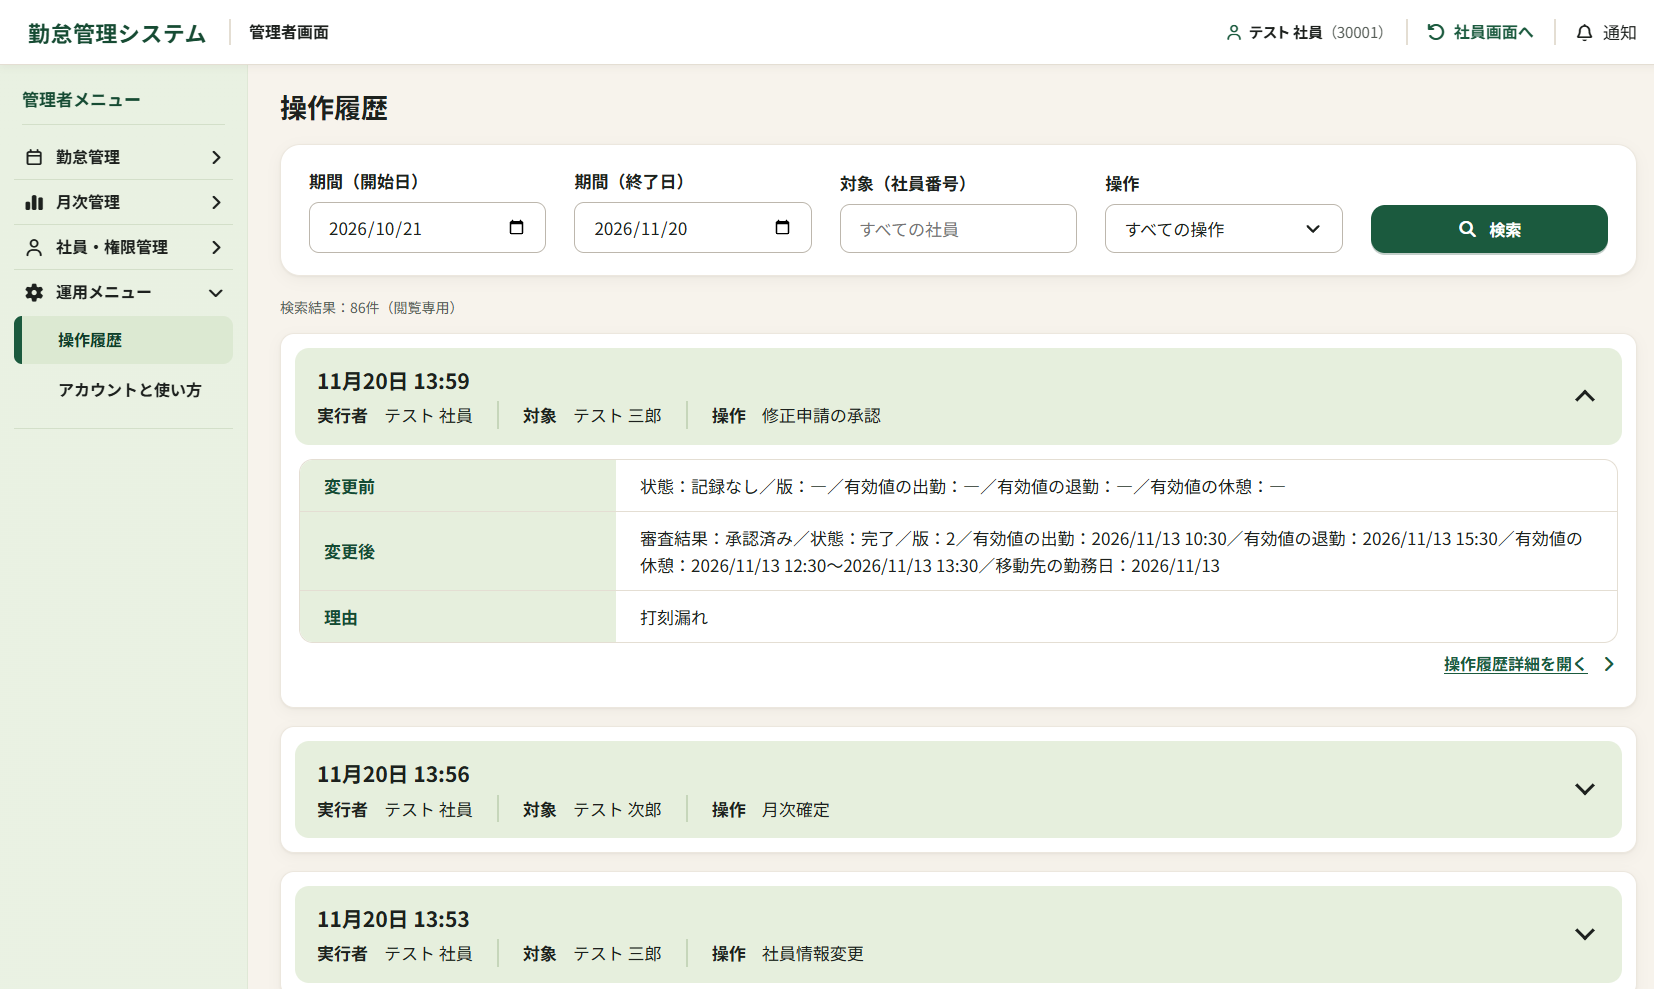 勤怠管理システム 管理者画面 テスト 社員（30001） 社員画面へ 通知
管理者メニュー
勤怠管理
月次管理
社員・権限管理
運用メニュー
操作履歴
アカウントと使い方
操作履歴
期間（開始日） 期間（終了日） 対象（社員番号） 操作
2026/10/21 2026/11/20 すべての社員 すべての操作 検索
検索結果：86件（閲覧専用）
11月20日 13:59
実行者 テスト 社員 対象 テスト 三郎 操作 修正申請の承認
変更前 状態：記録なし／版：—／有効値の出勤：—／有効値の退勤：—／有効値の休憩：—
変更後 審査結果：承認済み／状態：完了／版：2／有効値の出勤：2026/11/13 10:30／有効値の退勤：2026/11/13 15:30／有効値の
休憩：2026/11/13 12:30〜2026/11/13 13:30／移動先の勤務日：2026/11/13
理由 打刻漏れ
操作履歴詳細を開く
11月20日 13:56
実行者 テスト 社員 対象 テスト 次郎 操作 月次確定
11月20日 13:53
実行者 テスト 社員 対象 テスト 三郎 操作 社員情報変更